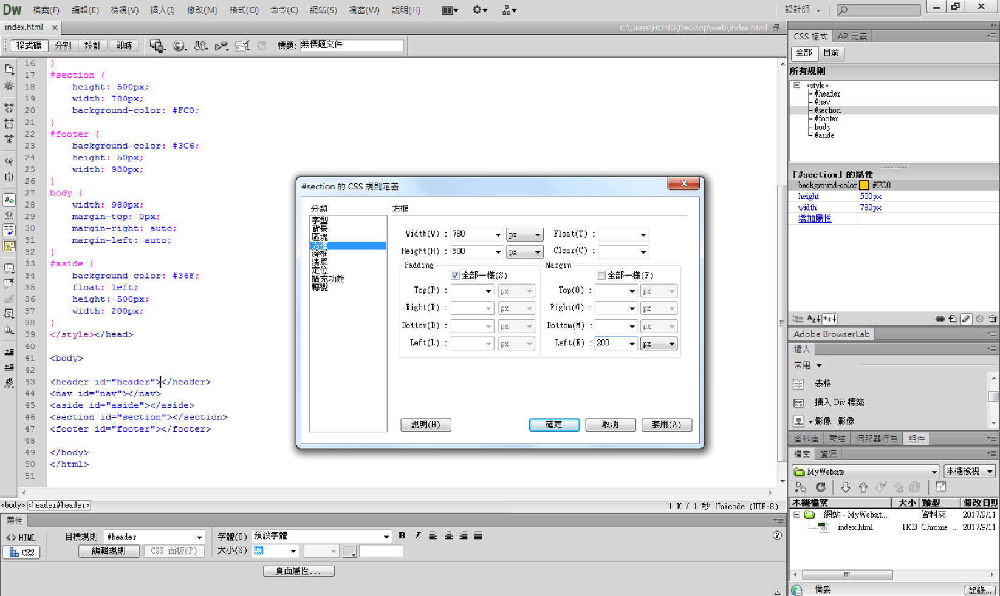 Dw 檔案(F) 編輯(E) 檢視(V) 插入(I) 修改(M) 格式(O) 命令(C) 網站(S) 視窗(W) 說明(H) 設計師
index.html C:\Users\HONG\Desktop\web\index.html
程式碼 分割 設計 即時 標題: 無標題文件
16 }
17 #section {
18 height: 500px;
19 width: 780px;
20 background-color: #FC0;
21 }
22 #footer {
23 background-color: #3C6;
24 height: 50px;
25 width: 980px;
26 }
27 body {
28 width: 980px;
29 margin-top: 0px;
30 margin-right: auto;
31 margin-left: auto;
32 }
33 #aside {
34 background-color: #36F;
35 float: left;
36 height: 500px;
37 width: 200px;
38 }
39 </style></head>
40
41 <body>
42
43 <header id="header"></header>
44 <nav id="nav"></nav>
45 <aside id="aside"></aside>
46 <section id="section"></section>
47 <footer id="footer"></footer>
48
49 </body>
50 </html>
51
<body> <header#header> 1 K / 1 秒 Unicode (UTF-8)
#section 的 CSS 規則定義
分類
字型
背景
區塊
方框
邊框
清單
定位
擴充功能
轉變
方框
Width(W) : 780 px Float(T) :
Height(H) : 500 px Clear(C) :
Padding Margin
全部一樣(S) 全部一樣(F)
Top(P) : px Top(O) : px
Right(R) : px Right(G) : px
Bottom(B) : px Bottom(M) : px
Left(L) : px Left(E) : 200 px
說明(H) 確定 取消 套用(A)
屬性
<> HTML 目標規則 #header 字體(O) 預設字體 B I
CSS 編輯規則 CSS 面板(P) 大小(S) 無
頁面屬性...
CSS 樣式 AP 元素
全部 目前
所有規則
<style>
#header
#nav
#section
#footer
body
#aside
「#section」的屬性
background-color #FC0
height 500px
width 780px
增加屬性
Adobe BrowserLab
插入
常用
表格
插入 Div 標籤
影像 : 影像
資料庫 繫結 伺服器行為 組件
檔案 資源
MyWebsite 本機檢視
本機檔案 大小 類型 修改日期
網站 - MyWebsit... 資料夾 2017/9/11
index.html 1KB Chrome ... 2017/9/11
備妥 記錄...